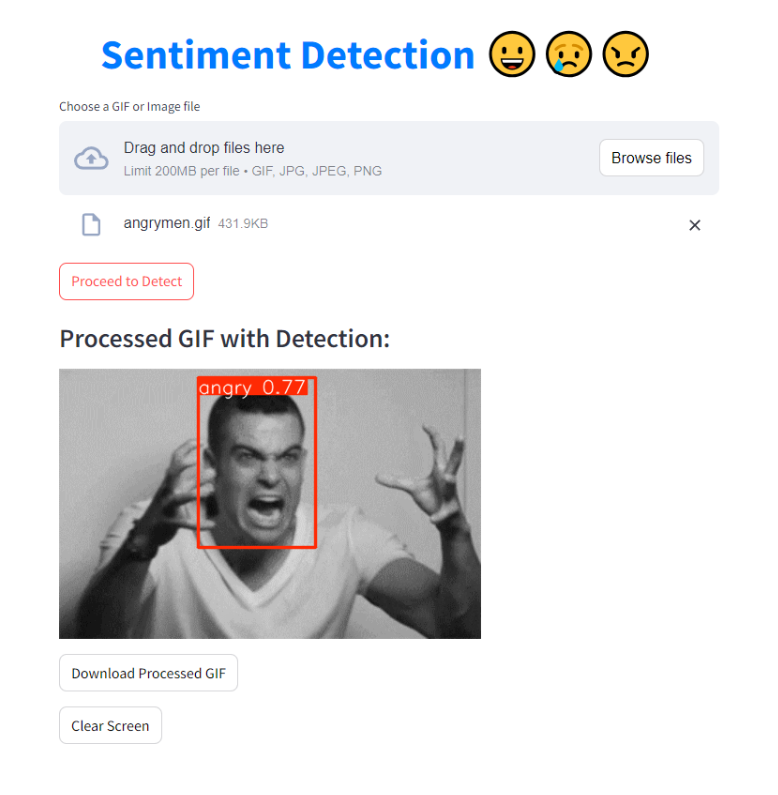 Sentiment Detection 😀 😢 😠
Choose a GIF or Image file
Drag and drop files here
Limit 200MB per file • GIF, JPG, JPEG, PNG
Browse files
angrymen.gif 431.9KB
Proceed to Detect
Processed GIF with Detection:
angry 0.77
Download Processed GIF
Clear Screen